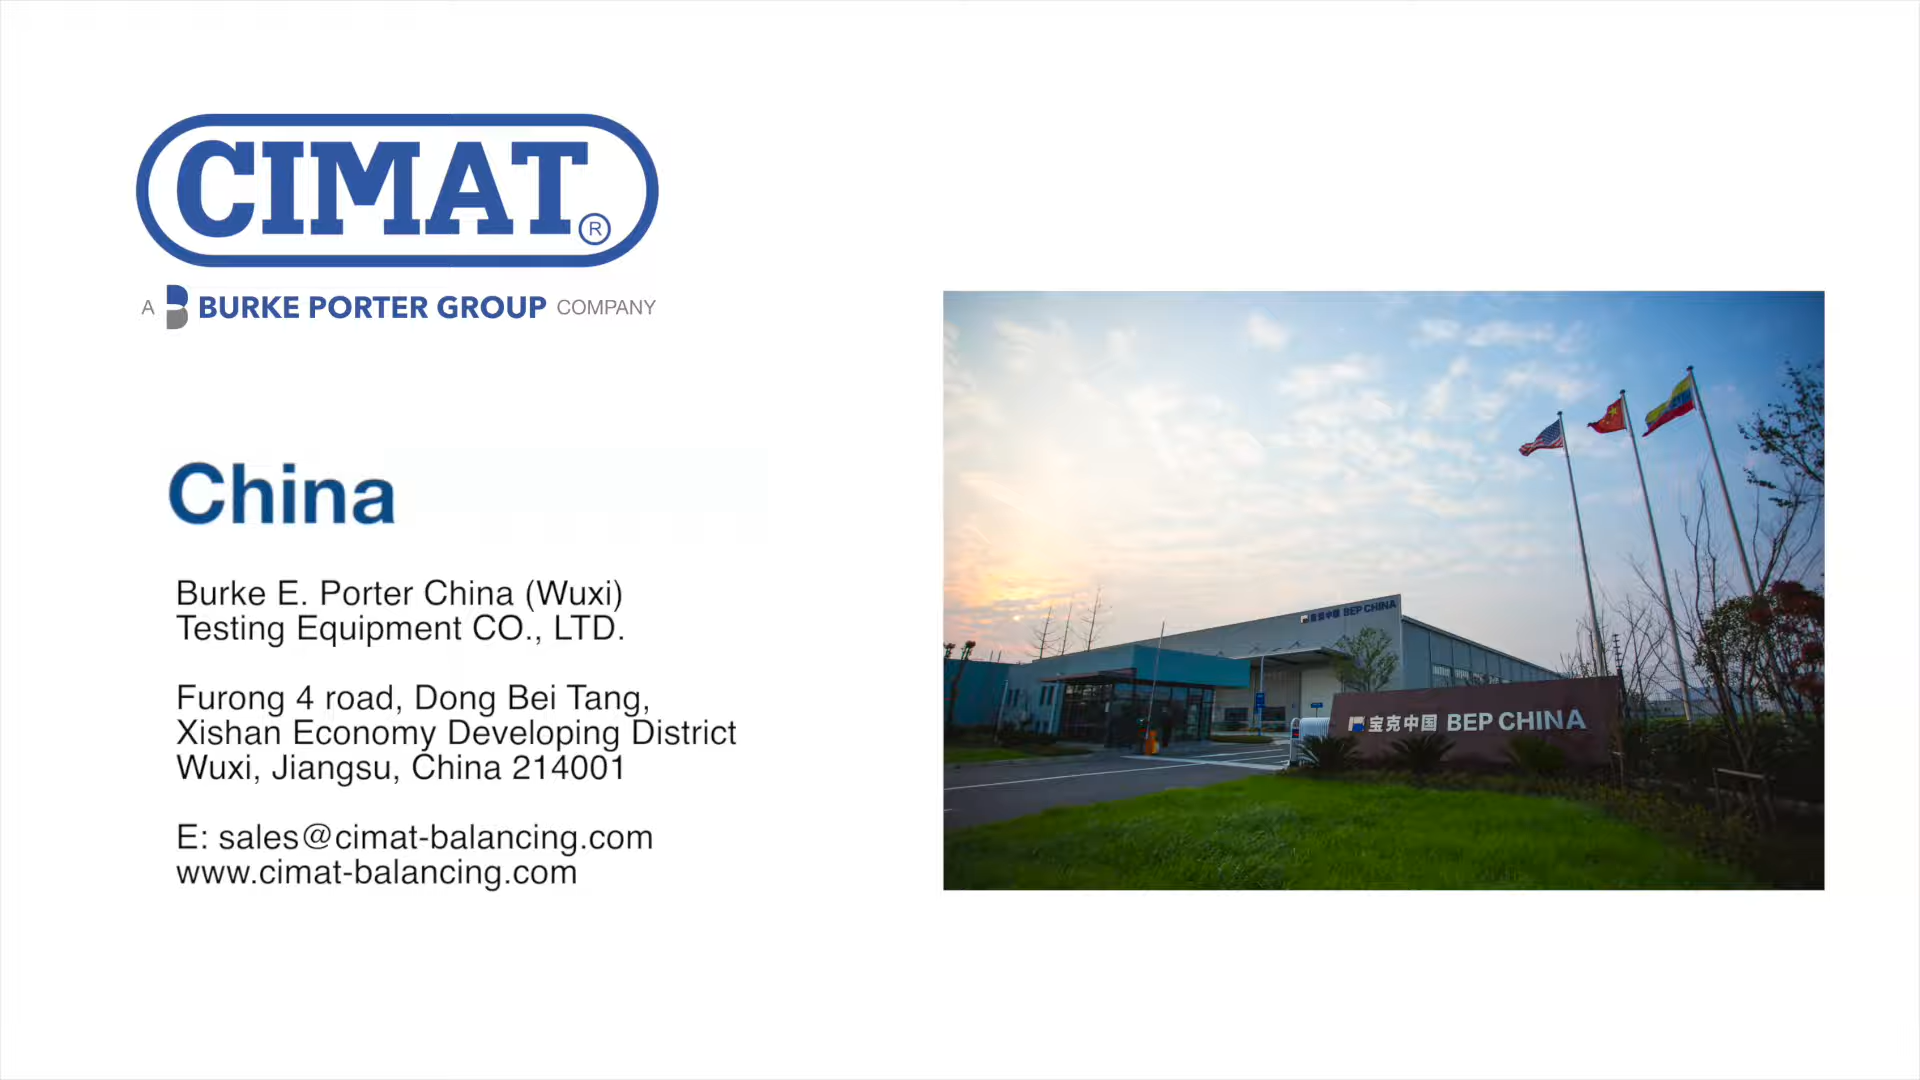 CIMAT®
A BURKE PORTER GROUP COMPANY
China
Burke E. Porter China (Wuxi)
Testing Equipment CO., LTD.
Furong 4 road, Dong Bei Tang,
Xishan Economy Developing District
Wuxi, Jiangsu, China 214001
E: sales@cimat-balancing.com
www.cimat-balancing.com
宝克中国 BEP CHINA
宝克中国 BEP CHINA